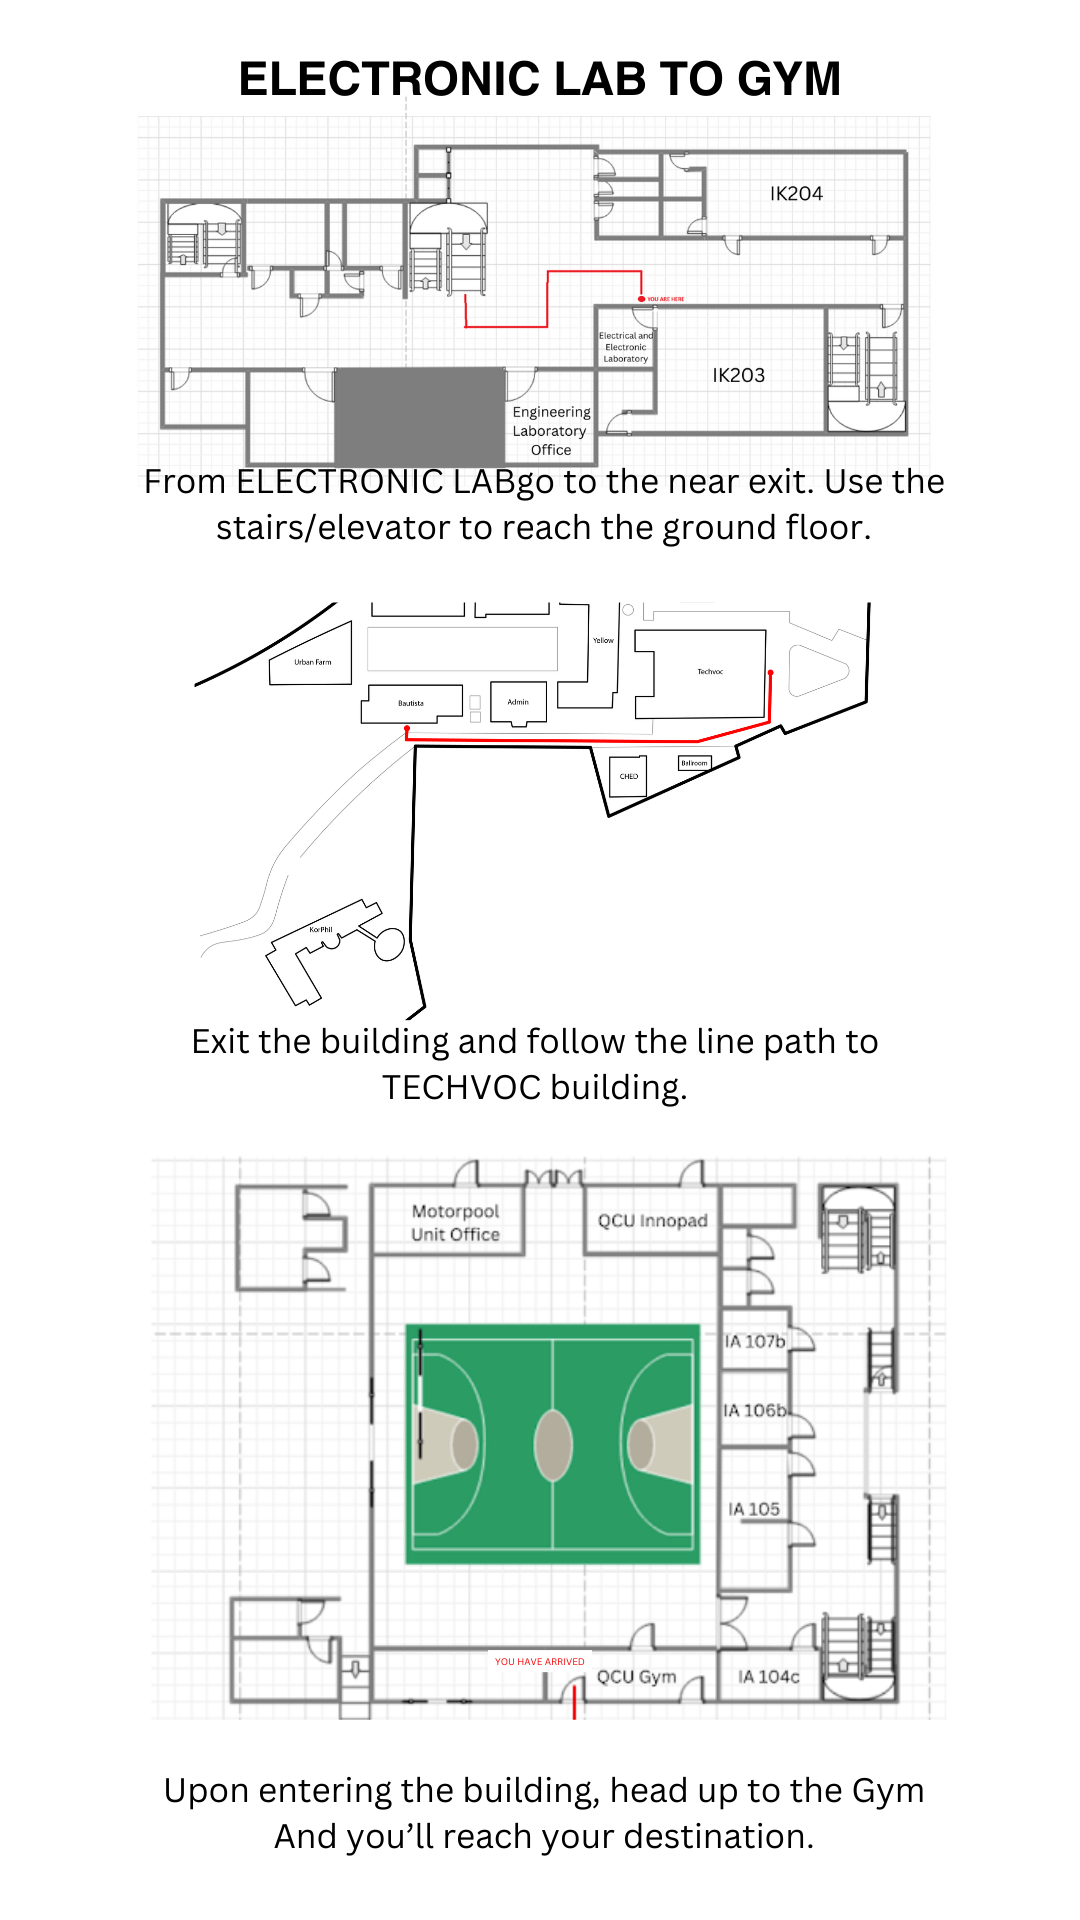 ELECTRONIC LAB TO GYM
IK204
YOU ARE HERE
Electrical and
Electronic
Laboratory
IK203
Engineering
Laboratory
Office
From ELECTRONIC LABgo to the near exit. Use the
stairs/elevator to reach the ground floor.
Urban Farm
Yellow
Techvoc
Bautista
Admin
CHED
Ballroom
KorPhil
Exit the building and follow the line path to
TECHVOC building.
Motorpool
Unit Office
QCU Innopad
IA 107b
IA 106b
IA 105
YOU HAVE ARRIVED
QCU Gym
IA 104c
Upon entering the building, head up to the Gym
And you’ll reach your destination.